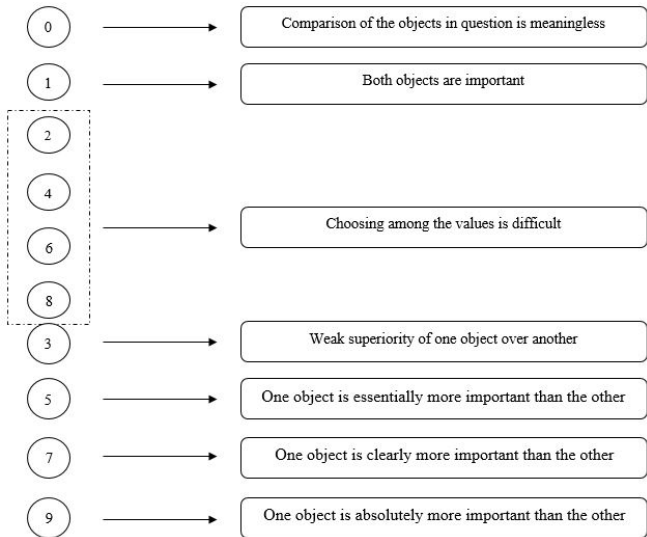 0
Comparison of the objects in question is meaningless
1
Both objects are important
2
4
6
8
Choosing among the values is difficult
3
Weak superiority of one object over another
5
One object is essentially more important than the other
7
One object is clearly more important than the other
9
One object is absolutely more important than the other